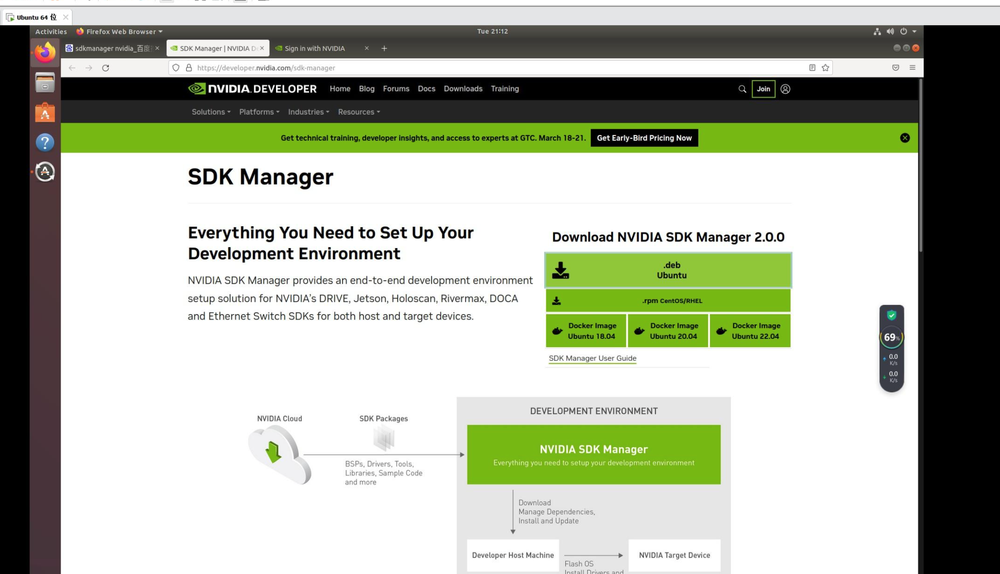 Ubuntu 64 位
Activities Firefox Web Browser Tue 21:12
sdkmanager nvidia_百度 SDK Manager | NVIDIA De Sign in with NVIDIA
https://developer.nvidia.com/sdk-manager
NVIDIA. DEVELOPER Home Blog Forums Docs Downloads Training Join
Solutions Platforms Industries Resources
Get technical training, developer insights, and access to experts at GTC. March 18-21. Get Early-Bird Pricing Now
SDK Manager
Everything You Need to Set Up Your
Development Environment
NVIDIA SDK Manager provides an end-to-end development environment
setup solution for NVIDIA's DRIVE, Jetson, Holoscan, Rivermax, DOCA
and Ethernet Switch SDKs for both host and target devices.
Download NVIDIA SDK Manager 2.0.0
.deb
Ubuntu
.rpm CentOS/RHEL
Docker Image
Ubuntu 18.04
Docker Image
Ubuntu 20.04
Docker Image
Ubuntu 22.04
SDK Manager User Guide
69%
0.0
K/s
0.0
K/s
NVIDIA Cloud
SDK Packages
BSPs, Drivers, Tools,
Libraries, Sample Code
and more
DEVELOPMENT ENVIRONMENT
NVIDIA SDK Manager
Everything you need to setup your development environment
Download
Manage Dependencies,
Install and Update
Developer Host Machine
Flash OS
Install Drivers and
NVIDIA Target Device